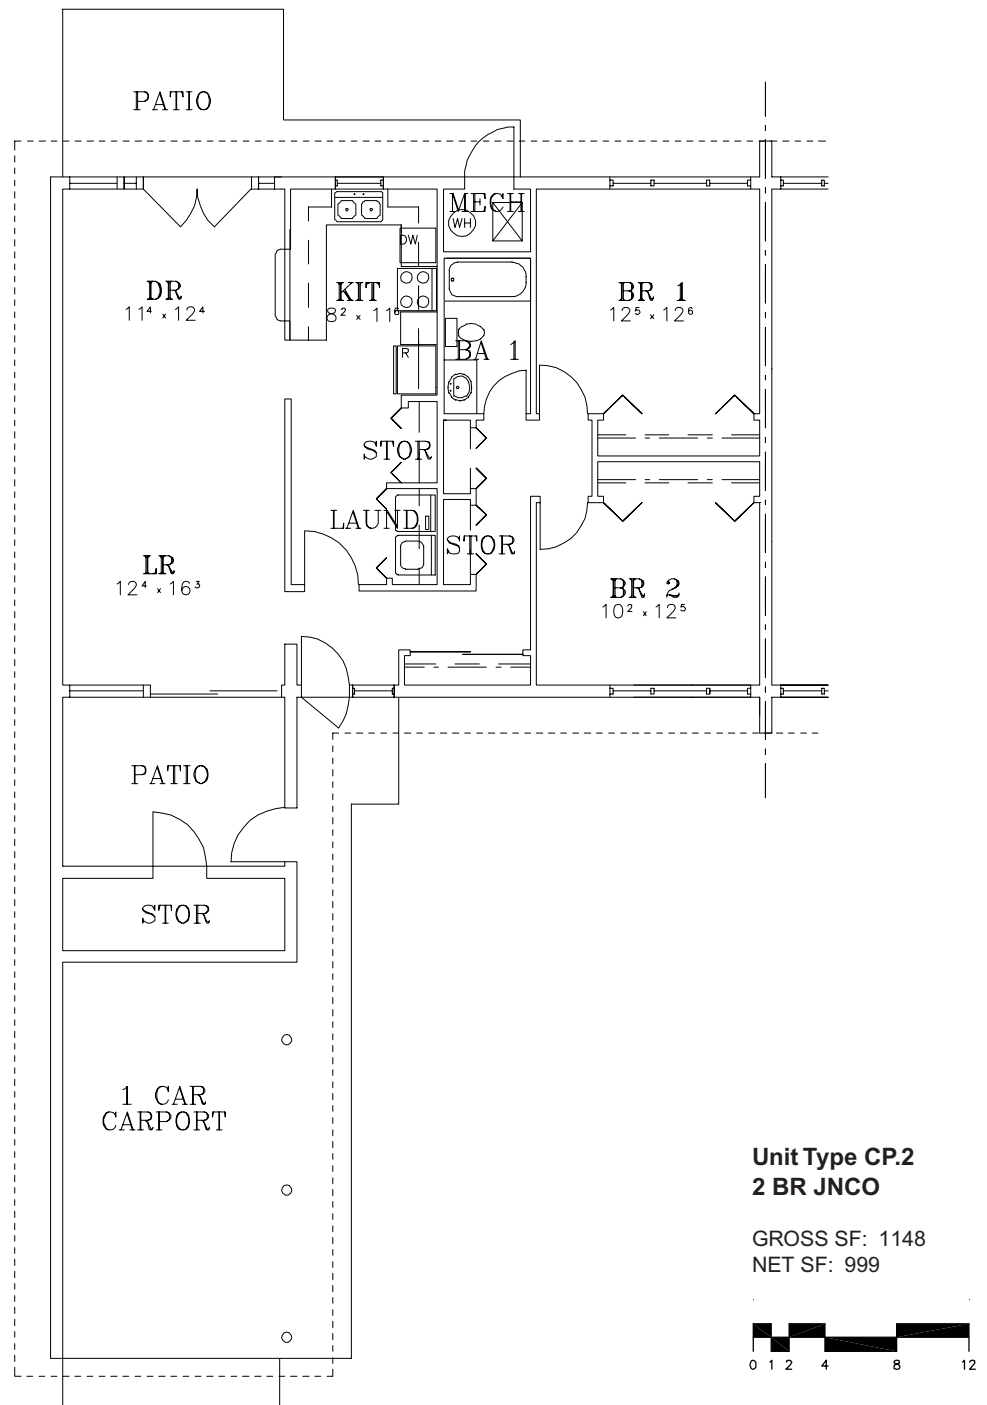 PATIO
MECH
WH
DW
DR
11⁴ x 12⁴
KIT
8² x 11⁶
BR 1
12⁵ x 12⁶
R
BA 1
STOR
LAUND
STOR
LR
12⁴ x 16³
BR 2
10² x 12⁵
PATIO
STOR
1 CAR
CARPORT
Unit Type CP.2
2 BR JNCO
GROSS SF: 1148
NET SF: 999
0 1 2 4 8 12